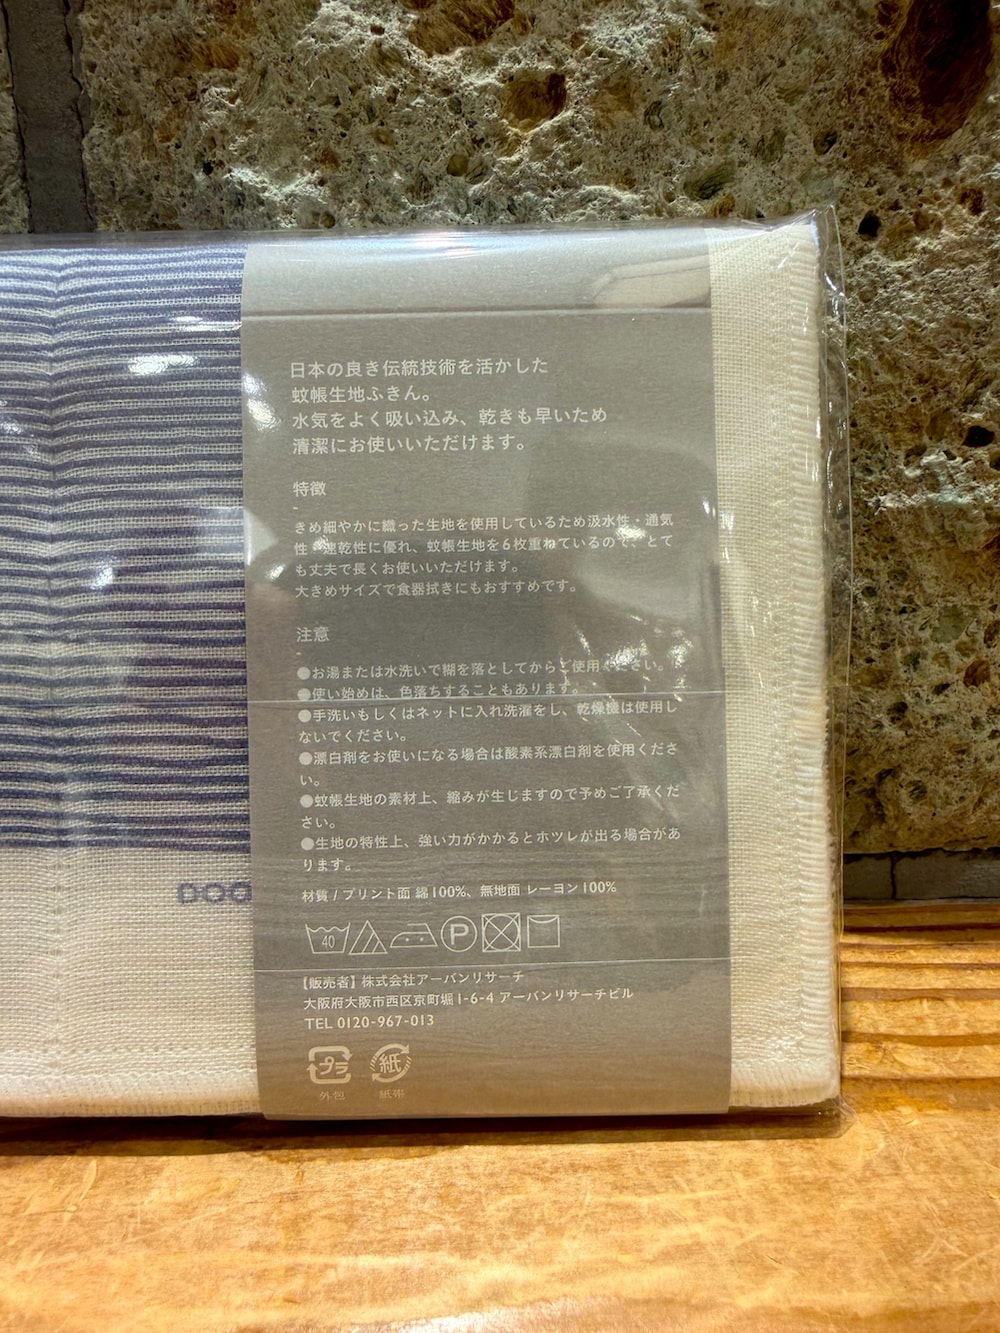 日本の良き伝統技術を活かした
蚊帳生地ふきん。
水気をよく吸い込み、乾きも早いため
清潔にお使いいただけます。
特徴
-
きめ細やかに織った生地を使用しているため汲水性・通気
性・速乾性に優れ、蚊帳生地を6枚重ねているので、とて
も丈夫で長くお使いいただけます。
大きめサイズで食器拭きにもおすすめです。
注意
-
●お湯または水洗いで糊を落としてからご使用ください。
●使い始めは、色落ちすることもあります。
●手洗いもしくはネットに入れ洗濯をし、乾燥機は使用し
ないでください。
●漂白剤をお使いになる場合は酸素系漂白剤を使用くださ
い。
●蚊帳生地の素材上、縮みが生じますので予めご了承くだ
さい。
●生地の特性上、強い力がかかるとホツレが出る場合があ
ります。
DOO
材質 / プリント面 綿100%、無地面 レーヨン100%
40 P
【販売者】株式会社アーバンリサーチ
大阪府大阪市西区京町堀1-6-4 アーバンリサーチビル
TEL 0120-967-013
プラ 紙
外包 紙帯